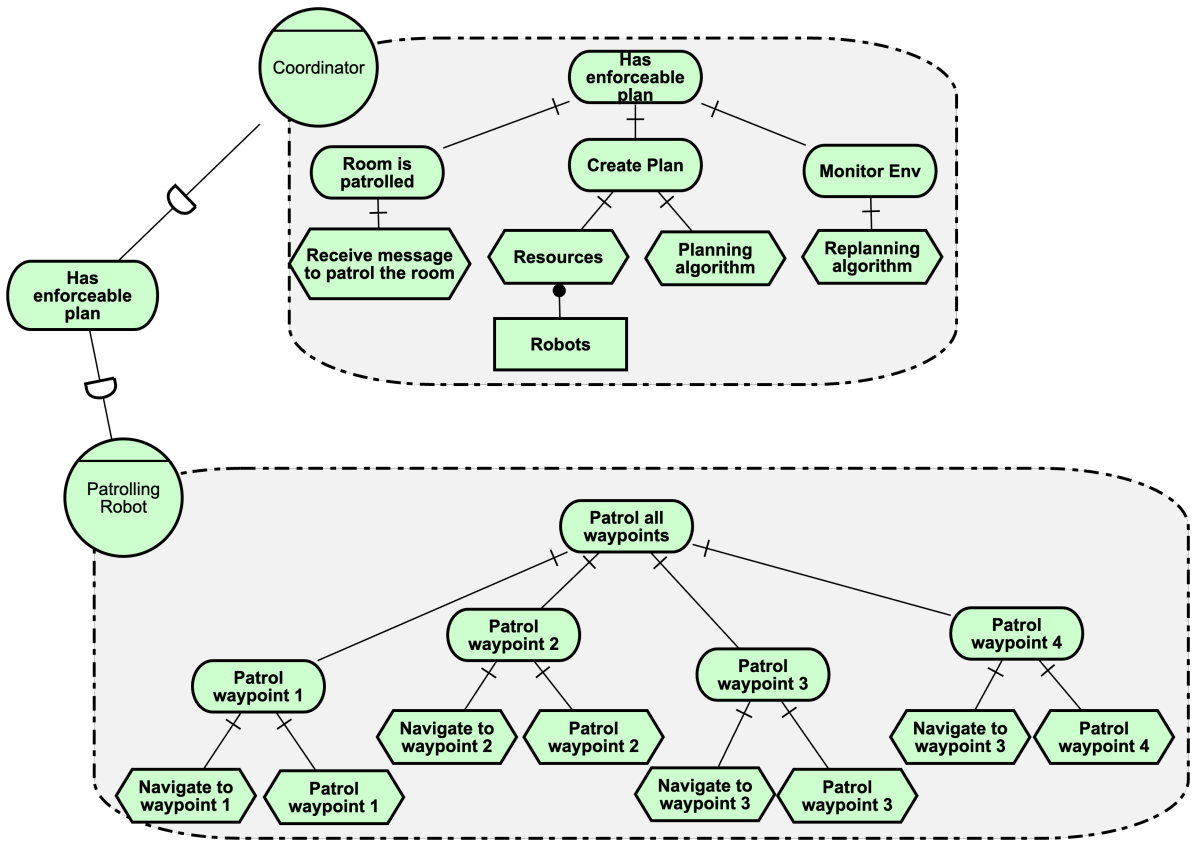 Coordinator
Has
enforceable
plan
Room is
patrolled
Create Plan
Monitor Env
Receive message
to patrol the room
Resources
Planning
algorithm
Replanning
algorithm
Robots
Has
enforceable
plan
Patrolling
Robot
Patrol all
waypoints
Patrol
waypoint 1
Patrol
waypoint 2
Patrol
waypoint 3
Patrol
waypoint 4
Navigate to
waypoint 1
Patrol
waypoint 1
Navigate to
waypoint 2
Patrol
waypoint 2
Navigate to
waypoint 3
Patrol
waypoint 3
Navigate to
waypoint 3
Patrol
waypoint 4